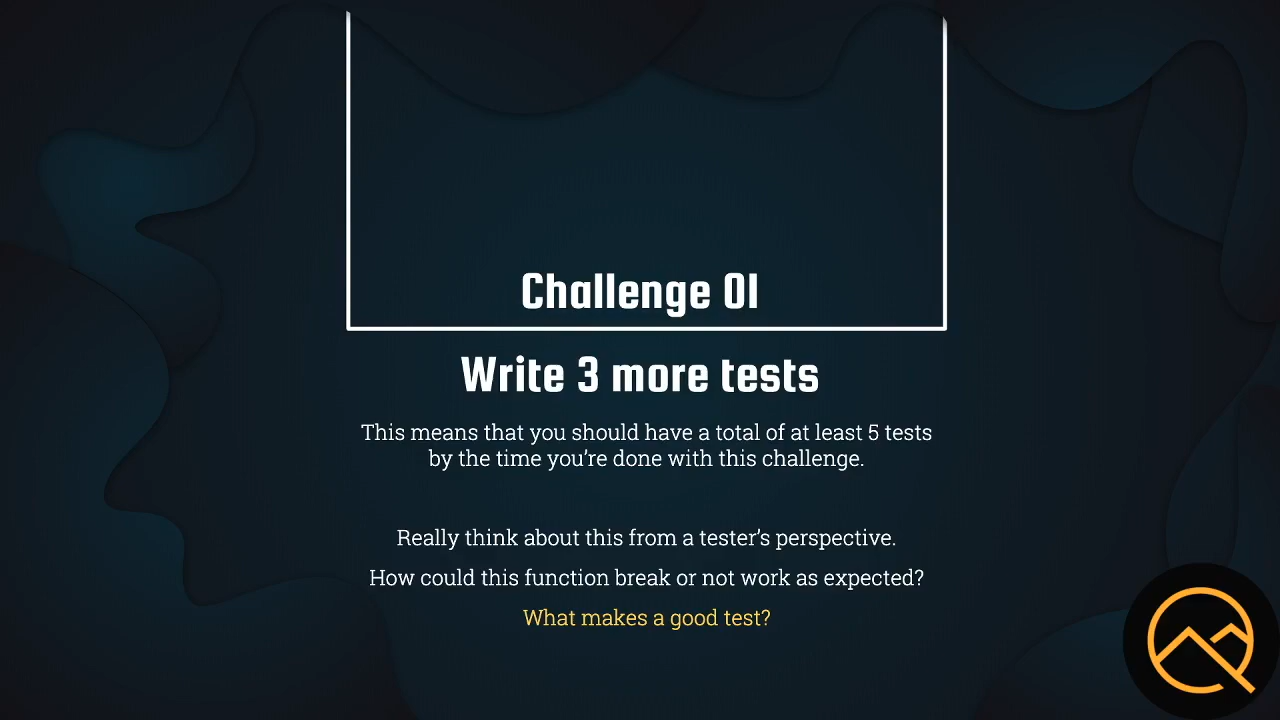 Challenge 01
Write 3 more tests
This means that you should have a total of at least 5 tests
by the time you’re done with this challenge.
Really think about this from a tester’s perspective.
How could this function break or not work as expected?
What makes a good test?